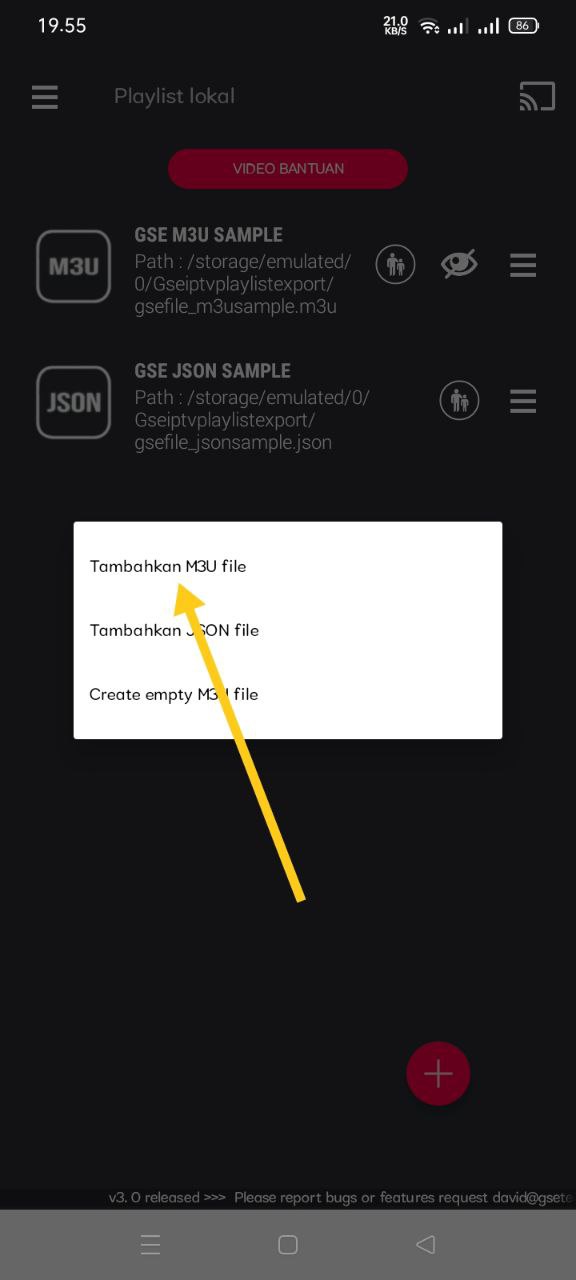 19.55
21.0
KB/S
86
Playlist lokal
VIDEO BANTUAN
M3U
GSE M3U SAMPLE
Path : /storage/emulated/
0/Gseiptvplaylistexport/
gsefile_m3usample.m3u
JSON
GSE JSON SAMPLE
Path : /storage/emulated/0/
Gseiptvplaylistexport/
gsefile_jsonsample.json
Tambahkan M3U file
Tambahkan JSON file
Create empty M3U file
v3. 0 released >>> Please report bugs or features request david@gsete